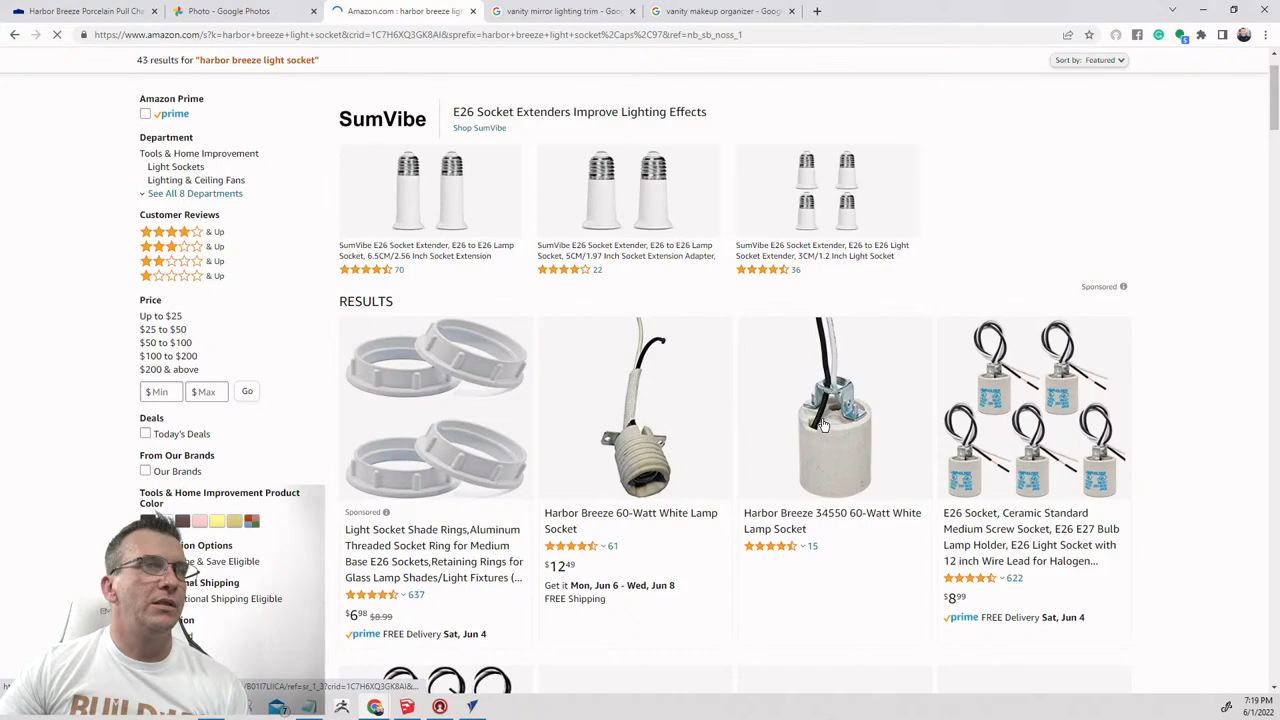 Harbor Breeze Porcelain Pull Cha
Photo - Google Photos
Amazon.com : harbor breeze ligh
vanity mirror lighting trim - Goog
vanity makeup organizer - Google
https://www.amazon.com/s?k=harbor+breeze+light+socket&crid=1C7H6XQ3GK8AI&sprefix=harbor+breeze+light+socket%2Caps%2C97&ref=nb_sb_noss_1
43 results for "harbor breeze light socket"
Sort by: Featured
Amazon Prime
prime
Department
Tools & Home Improvement
Light Sockets
Lighting & Ceiling Fans
See All 8 Departments
Customer Reviews
& Up
& Up
& Up
& Up
Price
Up to $25
$25 to $50
$50 to $100
$100 to $200
$200 & above
$ Min
$ Max
Go
Deals
Today's Deals
From Our Brands
Our Brands
Tools & Home Improvement Product
Color
ion Options
e & Save Eligible
al Shipping
tional Shipping Eligible
tion
SumVibe
E26 Socket Extenders Improve Lighting Effects
Shop SumVibe
SumVibe E26 Socket Extender, E26 to E26 Lamp
Socket, 6.5CM/2.56 Inch Socket Extension
70
SumVibe E26 Socket Extender, E26 to E26 Lamp
Socket, 5CM/1.97 Inch Socket Extension Adapter,
22
SumVibe E26 Socket Extender, E26 to E26 Light
Socket Extender, 3CM/1.2 Inch Light Socket
36
Sponsored
RESULTS
Sponsored
Light Socket Shade Rings,Aluminum
Threaded Socket Ring for Medium
Base E26 Sockets,Retaining Rings for
Glass Lamp Shades/Light Fixtures (...
637
$6 98 $8.99
prime FREE Delivery Sat, Jun 4
Harbor Breeze 60-Watt White Lamp
Socket
61
$12 49
Get it Mon, Jun 6 - Wed, Jun 8
FREE Shipping
Harbor Breeze 34550 60-Watt White
Lamp Socket
15
E26 Socket, Ceramic Standard
Medium Screw Socket, E26 E27 Bulb
Lamp Holder, E26 Light Socket with
12 inch Wire Lead for Halogen...
622
$8 99
prime FREE Delivery Sat, Jun 4
/B01I7LIICA/ref=sr_1_3?crid=1C7H6XQ3GK8AI&...
BUILD
7
7:19 PM
6/1/2022